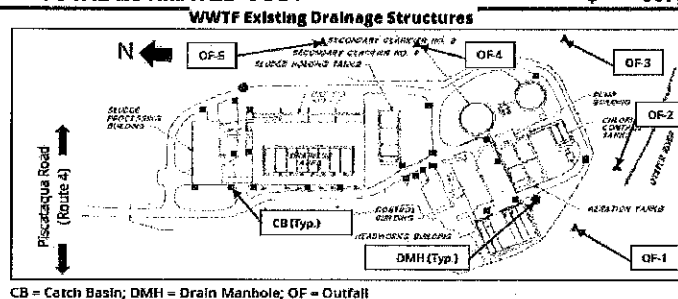 WWTF Existing Drainage Structures
N
OF-5
SECONDARY CLARIFIER NO. 2
SECONDARY CLARIFIER NO.
SLUDGE HOLDING TANKS
OF-4
OF-3
SLUDGE
PROCESSING
BUILDING
BUILDING
OF-2
OYSTER RIVER
CHLORINE
CONTACT
TANKS
Piscataqua Road
(Route 4)
CB (Typ.)
CONTROL
BUILDING
HEADWORKS BUILDING
DMH (Typ.)
AERATION TANKS
OF-1
CB = Catch Basin; DMH = Drain Manhole; OF = Outfall